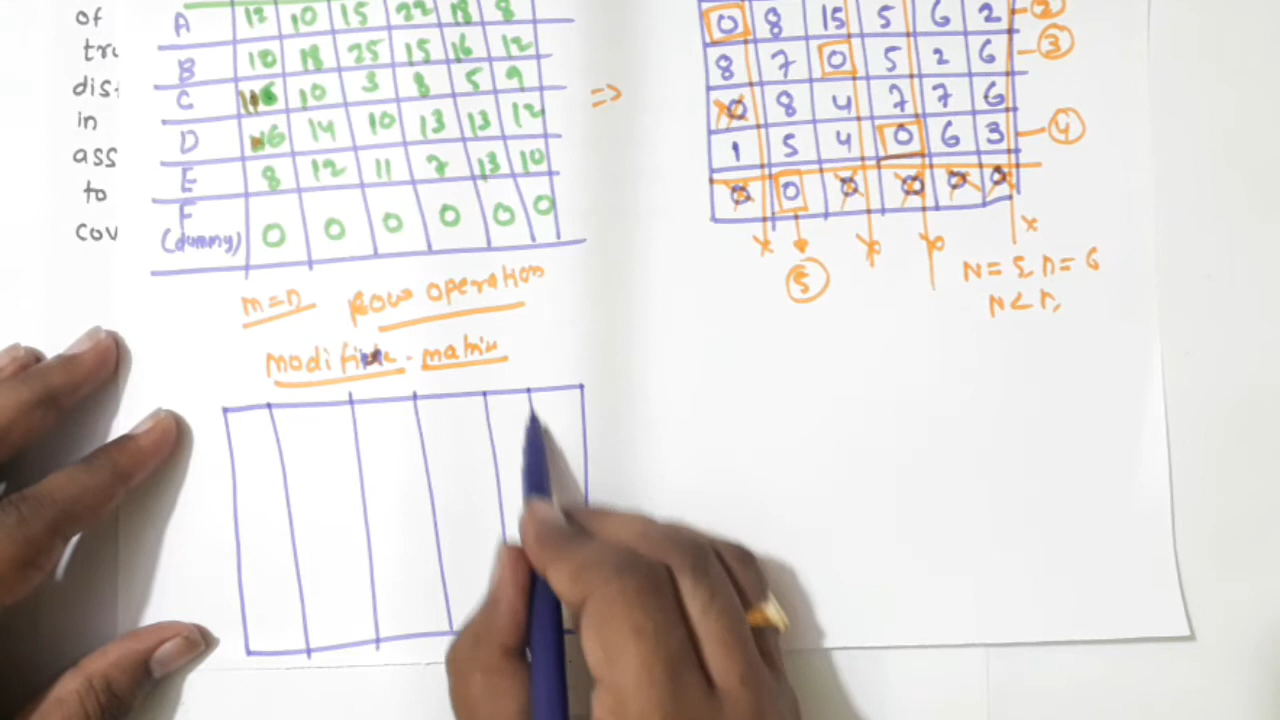 of
tru
dis
in
ass
to
cov
A 12 10 15 22 18 8
B 10 18 25 15 16 12
C 6 10 3 8 5 9
D 6 14 10 13 13 12
E 8 12 11 7 13 10
F 0 0 0 0 0 0
(dummy)
m=n row operation
matrix
=>
0 8 15 5 6 2 2
8 7 0 5 2 6 3
0 8 4 7 7 6
1 5 4 0 6 3 4
0 0 0 0 0 0
x x x x
5
N=5, n=6
N<n,